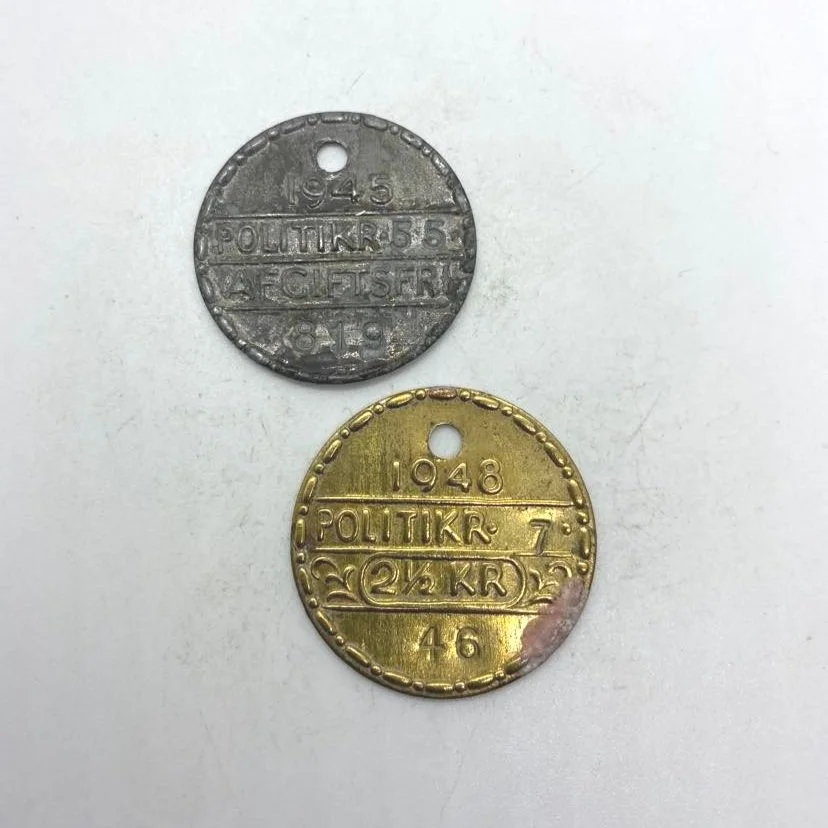 1945
POLITIKR· 55·
AFGIFTSFRI
819
1948
POLITIKR· 7·
2½ KR
46